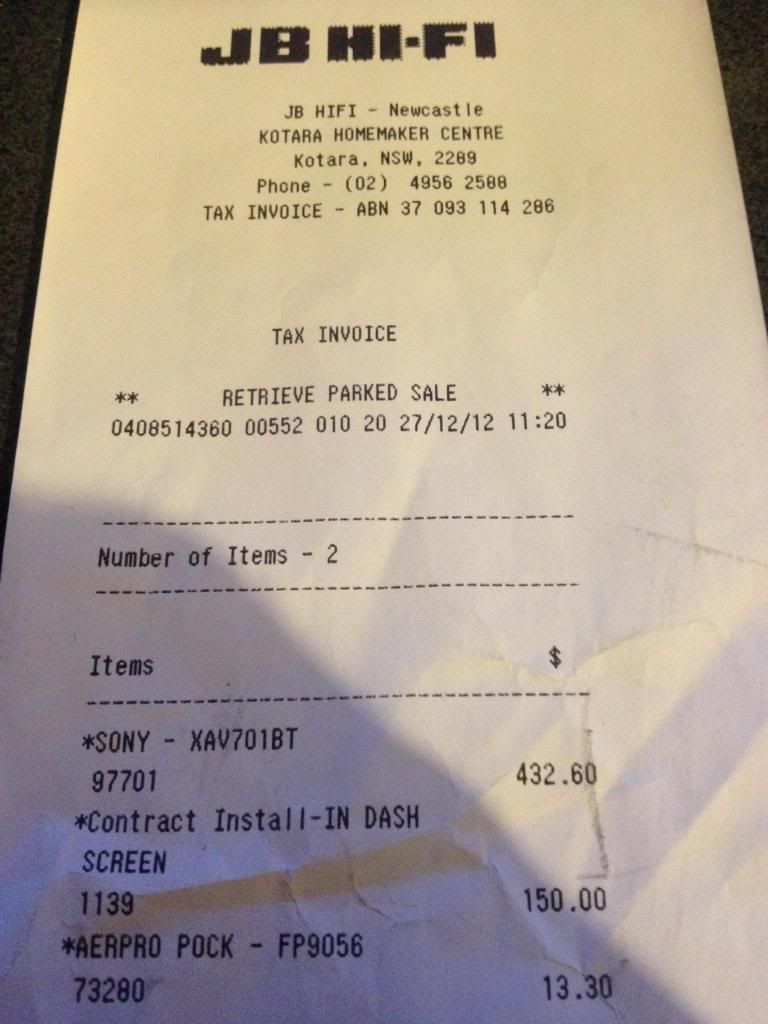 JB HI-FI
JB HIFI - Newcastle
KOTARA HOMEMAKER CENTRE
Kotara, NSW, 2289
Phone - (02) 4956 2588
TAX INVOICE - ABN 37 093 114 286
TAX INVOICE
** RETRIEVE PARKED SALE **
0408514360 00552 010 20 27/12/12 11:20
----------------------------------------
Number of Items - 2
----------------------------------------
Items $
----------------------------------------
*SONY - XAV701BT
97701 432.60
*Contract Install-IN DASH
SCREEN
1139 150.00
*AERPRO POCK - FP9056
73280 13.30